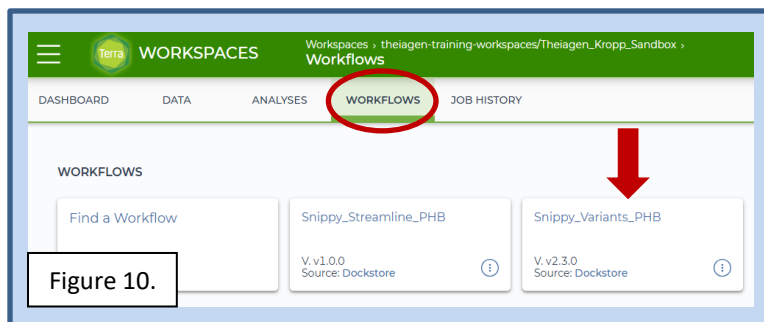 Terra
WORKSPACES
Workspaces › theiagen-training-workspaces/Theiagen_Kropp_Sandbox ›
Workflows
DASHBOARD DATA ANALYSES WORKFLOWS JOB HISTORY
WORKFLOWS
Find a Workflow
Snippy_Streamline_PHB
V. v1.0.0
Source: Dockstore
Snippy_Variants_PHB
V. v2.3.0
Source: Dockstore
Figure 10.